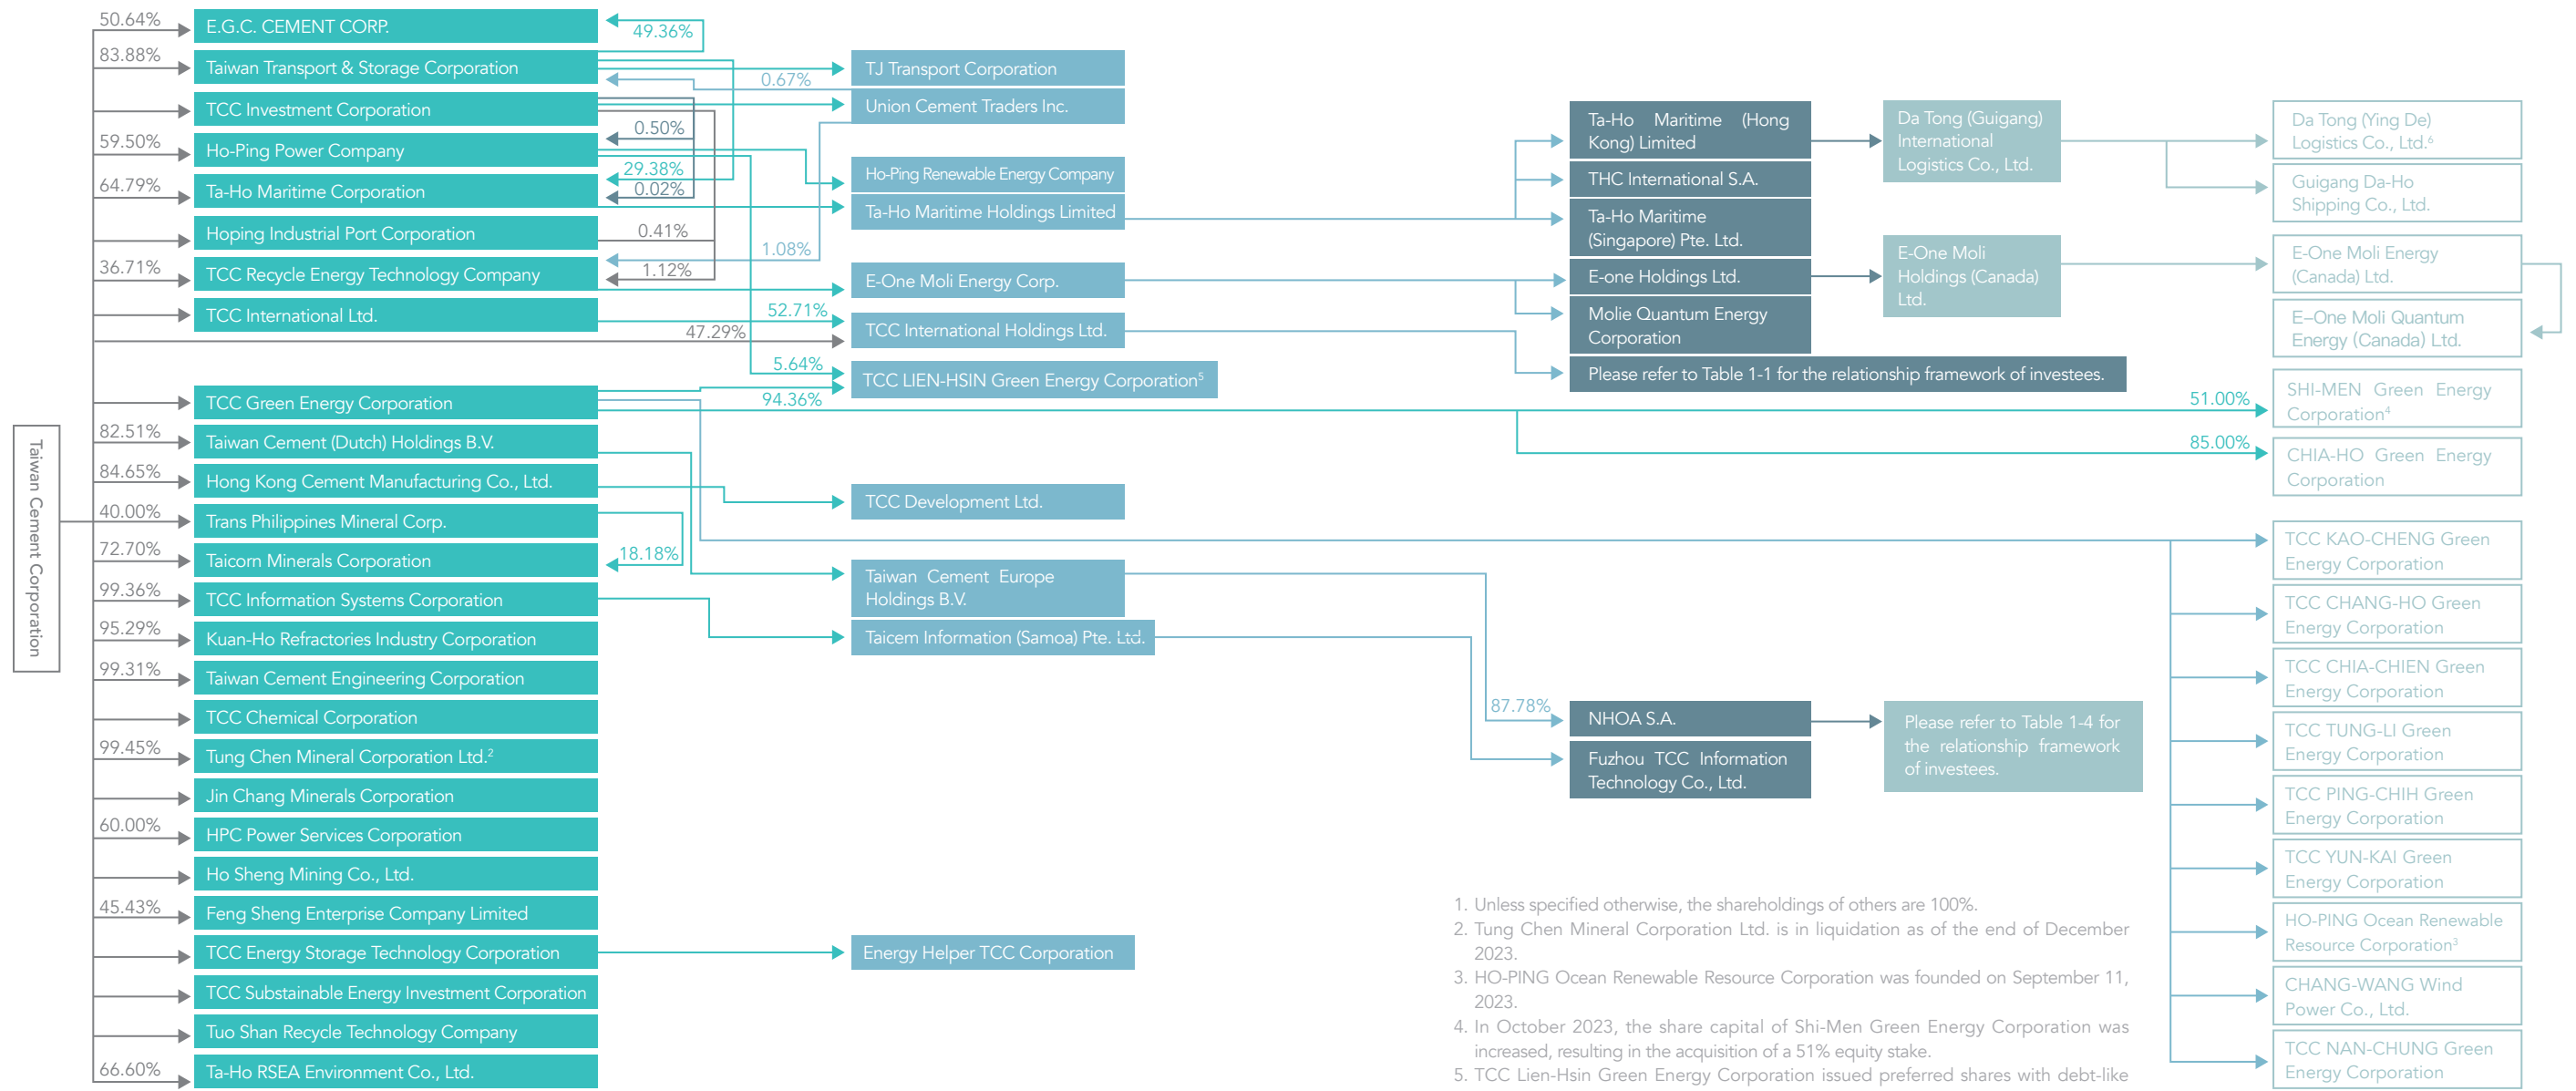 Taiwan Cement Corporation
50.64%
E.G.C. CEMENT CORP.
49.36%
83.88%
Taiwan Transport & Storage Corporation
TCC Investment Corporation
0.50%
59.50%
Ho-Ping Power Company
29.38%
64.79%
Ta-Ho Maritime Corporation
0.02%
Hoping Industrial Port Corporation
0.41%
36.71%
TCC Recycle Energy Technology Company
1.12%
TCC International Ltd.
TCC Green Energy Corporation
82.51%
Taiwan Cement (Dutch) Holdings B.V.
84.65%
Hong Kong Cement Manufacturing Co., Ltd.
40.00%
Trans Philippines Mineral Corp.
72.70%
Taicorn Minerals Corporation
18.18%
99.36%
TCC Information Systems Corporation
95.29%
Kuan-Ho Refractories Industry Corporation
99.31%
Taiwan Cement Engineering Corporation
TCC Chemical Corporation
99.45%
Tung Chen Mineral Corporation Ltd.2
Jin Chang Minerals Corporation
60.00%
HPC Power Services Corporation
Ho Sheng Mining Co., Ltd.
45.43%
Feng Sheng Enterprise Company Limited
TCC Energy Storage Technology Corporation
TCC Substainable Energy Investment Corporation
Tuo Shan Recycle Technology Company
66.60%
Ta-Ho RSEA Environment Co., Ltd.
TJ Transport Corporation
0.67%
Union Cement Traders Inc.
Ho-Ping Renewable Energy Company
Ta-Ho Maritime Holdings Limited
1.08%
E-One Moli Energy Corp.
52.71%
TCC International Holdings Ltd.
47.29%
5.64%
TCC LIEN-HSIN Green Energy Corporation5
94.36%
TCC Development Ltd.
Taiwan Cement Europe
Holdings B.V.
Taicem Information (Samoa) Pte. Ltd.
Energy Helper TCC Corporation
Ta-Ho Maritime (Hong
Kong) Limited
THC International S.A.
Ta-Ho Maritime
(Singapore) Pte. Ltd.
E-one Holdings Ltd.
Molie Quantum Energy
Corporation
Please refer to Table 1-1 for the relationship framework of investees.
87.78%
NHOA S.A.
Fuzhou TCC Information
Technology Co., Ltd.
Da Tong (Guigang)
International
Logistics Co., Ltd.
E-One Moli
Holdings (Canada)
Ltd.
Please refer to Table 1-4 for
the relationship framework
of investees.
Da Tong (Ying De)
Logistics Co., Ltd.6
Guigang Da-Ho
Shipping Co., Ltd.
E-One Moli Energy
(Canada) Ltd.
E–One Moli Quantum
Energy (Canada) Ltd.
51.00%
SHI-MEN Green Energy
Corporation4
85.00%
CHIA-HO Green Energy
Corporation
TCC KAO-CHENG Green
Energy Corporation
TCC CHANG-HO Green
Energy Corporation
TCC CHIA-CHIEN Green
Energy Corporation
TCC TUNG-LI Green
Energy Corporation
TCC PING-CHIH Green
Energy Corporation
TCC YUN-KAI Green
Energy Corporation
HO-PING Ocean Renewable
Resource Corporation3
CHANG-WANG Wind
Power Co., Ltd.
TCC NAN-CHUNG Green
Energy Corporation
1. Unless specified otherwise, the shareholdings of others are 100%.
2. Tung Chen Mineral Corporation Ltd. is in liquidation as of the end of December
2023.
3. HO-PING Ocean Renewable Resource Corporation was founded on September 11,
2023.
4. In October 2023, the share capital of Shi-Men Green Energy Corporation was
increased, resulting in the acquisition of a 51% equity stake.
5. TCC Lien-Hsin Green Energy Corporation issued preferred shares with debt-like